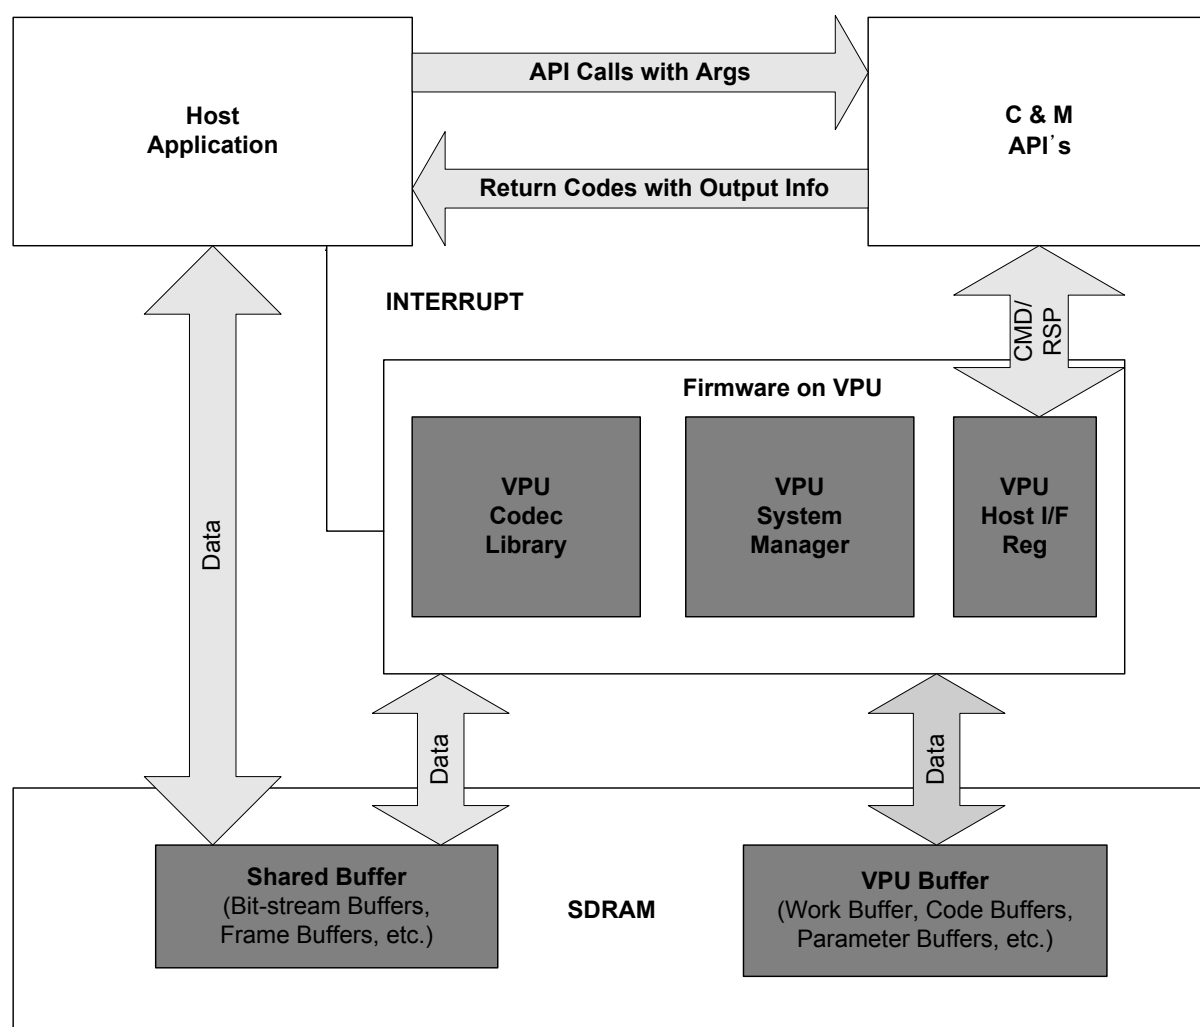 Host
Application
API Calls with Args
Return Codes with Output Info
C & M
API's
INTERRUPT
CMD/
RSP
Firmware on VPU
VPU
Codec
Library
VPU
System
Manager
VPU
Host I/F
Reg
Data
Data
Data
Shared Buffer
(Bit-stream Buffers,
Frame Buffers, etc.)
SDRAM
VPU Buffer
(Work Buffer, Code Buffers,
Parameter Buffers, etc.)